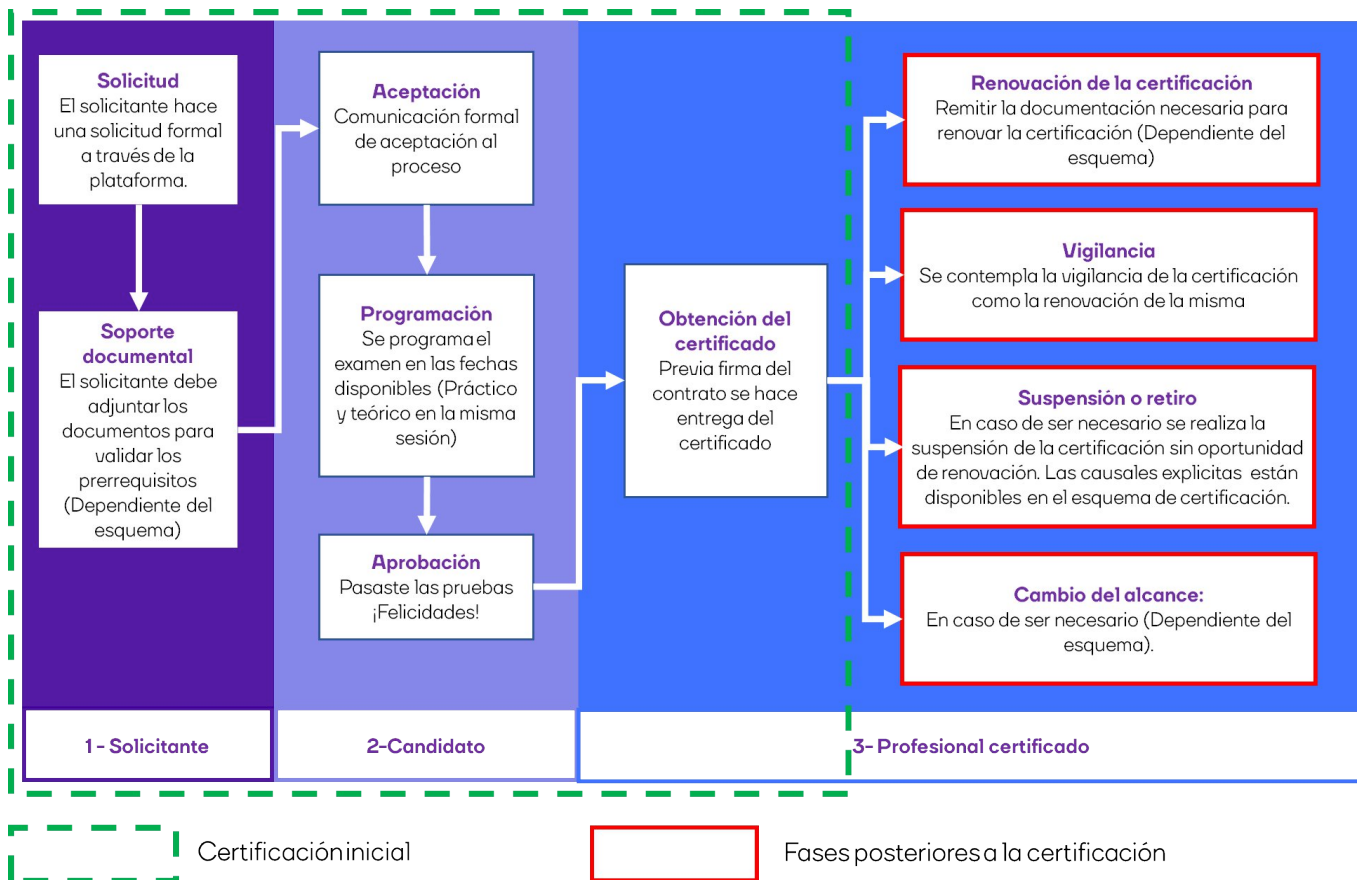 Solicitud
El solicitante hace
una solicitud formal
a través de la
plataforma.
Soporte
documental
El solicitante debe
adjuntar los
documentos para
validar los
prerrequisitos
(Dependiente del
esquema)
Aceptación
Comunicación formal
de aceptación al
proceso
Programación
Se programa el
examen en las fechas
disponibles (Práctico
y teórico en la misma
sesión)
Aprobación
Pasaste las pruebas
¡Felicidades!
Obtención del
certificado
Previa firma del
contrato se hace
entrega del
certificado
Renovación de la certificación
Remitir la documentación necesaria para
renovar la certificación (Dependiente del
esquema)
Vigilancia
Se contempla la vigilancia de la certificación
como la renovación de la misma
Suspensión o retiro
En caso de ser necesario se realiza la
suspensión de la certificación sin oportunidad
de renovación. Las causales explicitas están
disponibles en el esquema de certificación.
Cambio del alcance:
En caso de ser necesario (Dependiente del
esquema).
1 - Solicitante
2-Candidato
3- Profesional certificado
Certificación inicial
Fases posteriores a la certificación